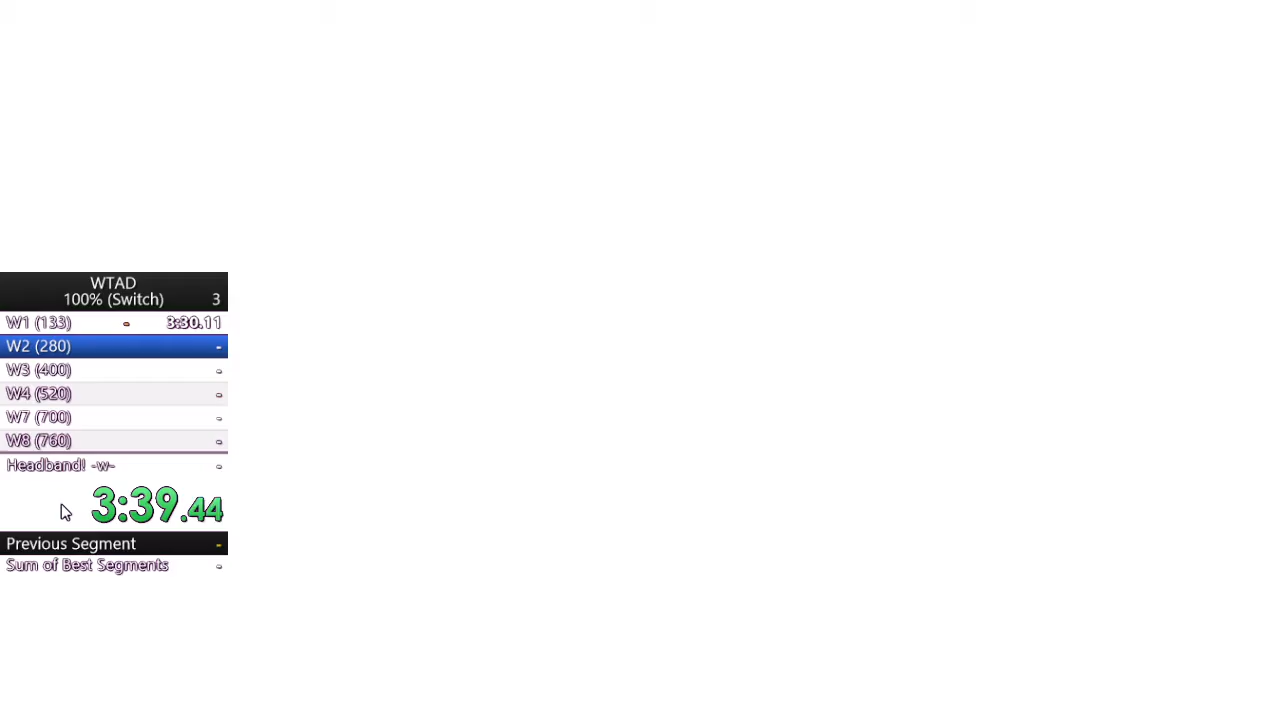 WTAD
100% (Switch) 3
W1 (133) - 3:30.11
W2 (280) -
W3 (400) -
W4 (520) -
W7 (700) -
W8 (760) -
Headband! -w- -
3:39.44
Previous Segment -
Sum of Best Segments -